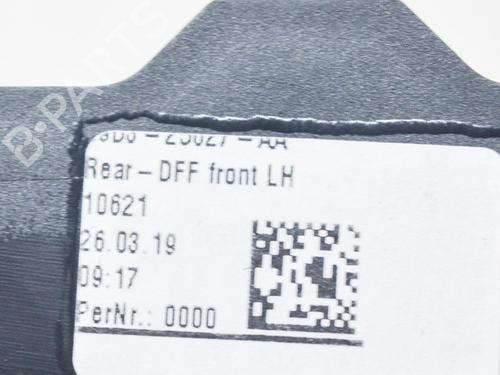 B-PARTS
Rear - DFF front LH
10621
26.03.19
09:17
PerNr.: 0000